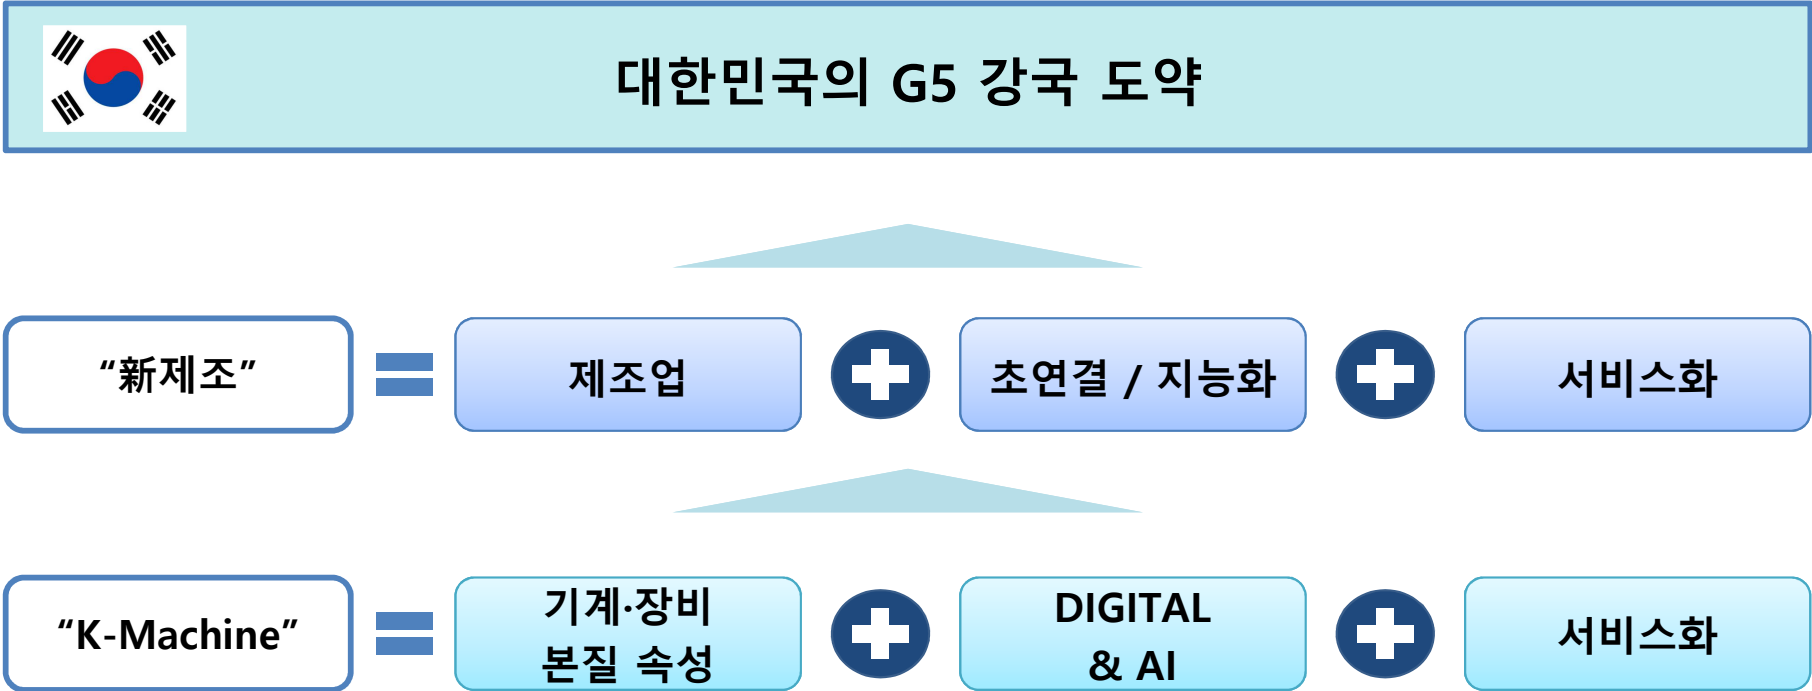 대한민국의 G5 강국 도약
“新제조”
제조업
초연결 / 지능화
서비스화
“K-Machine”
기계·장비
본질 속성
DIGITAL
& AI
서비스화